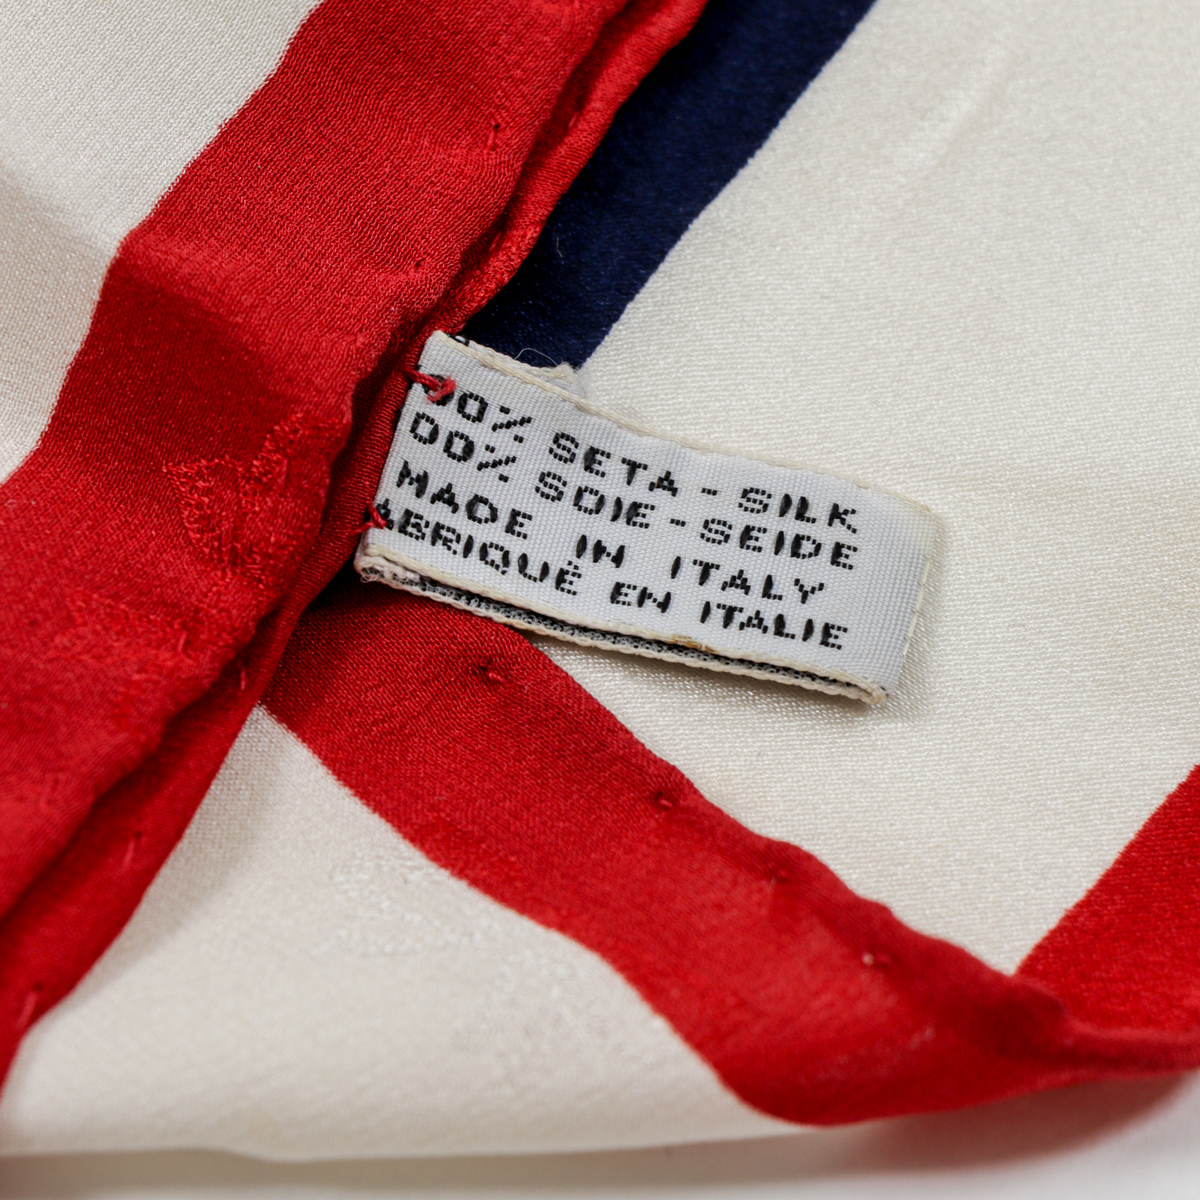 00% SETA - SILK
00% SOIE - SEIDE
MADE IN ITALY
ABRIQUÉ EN ITALIE